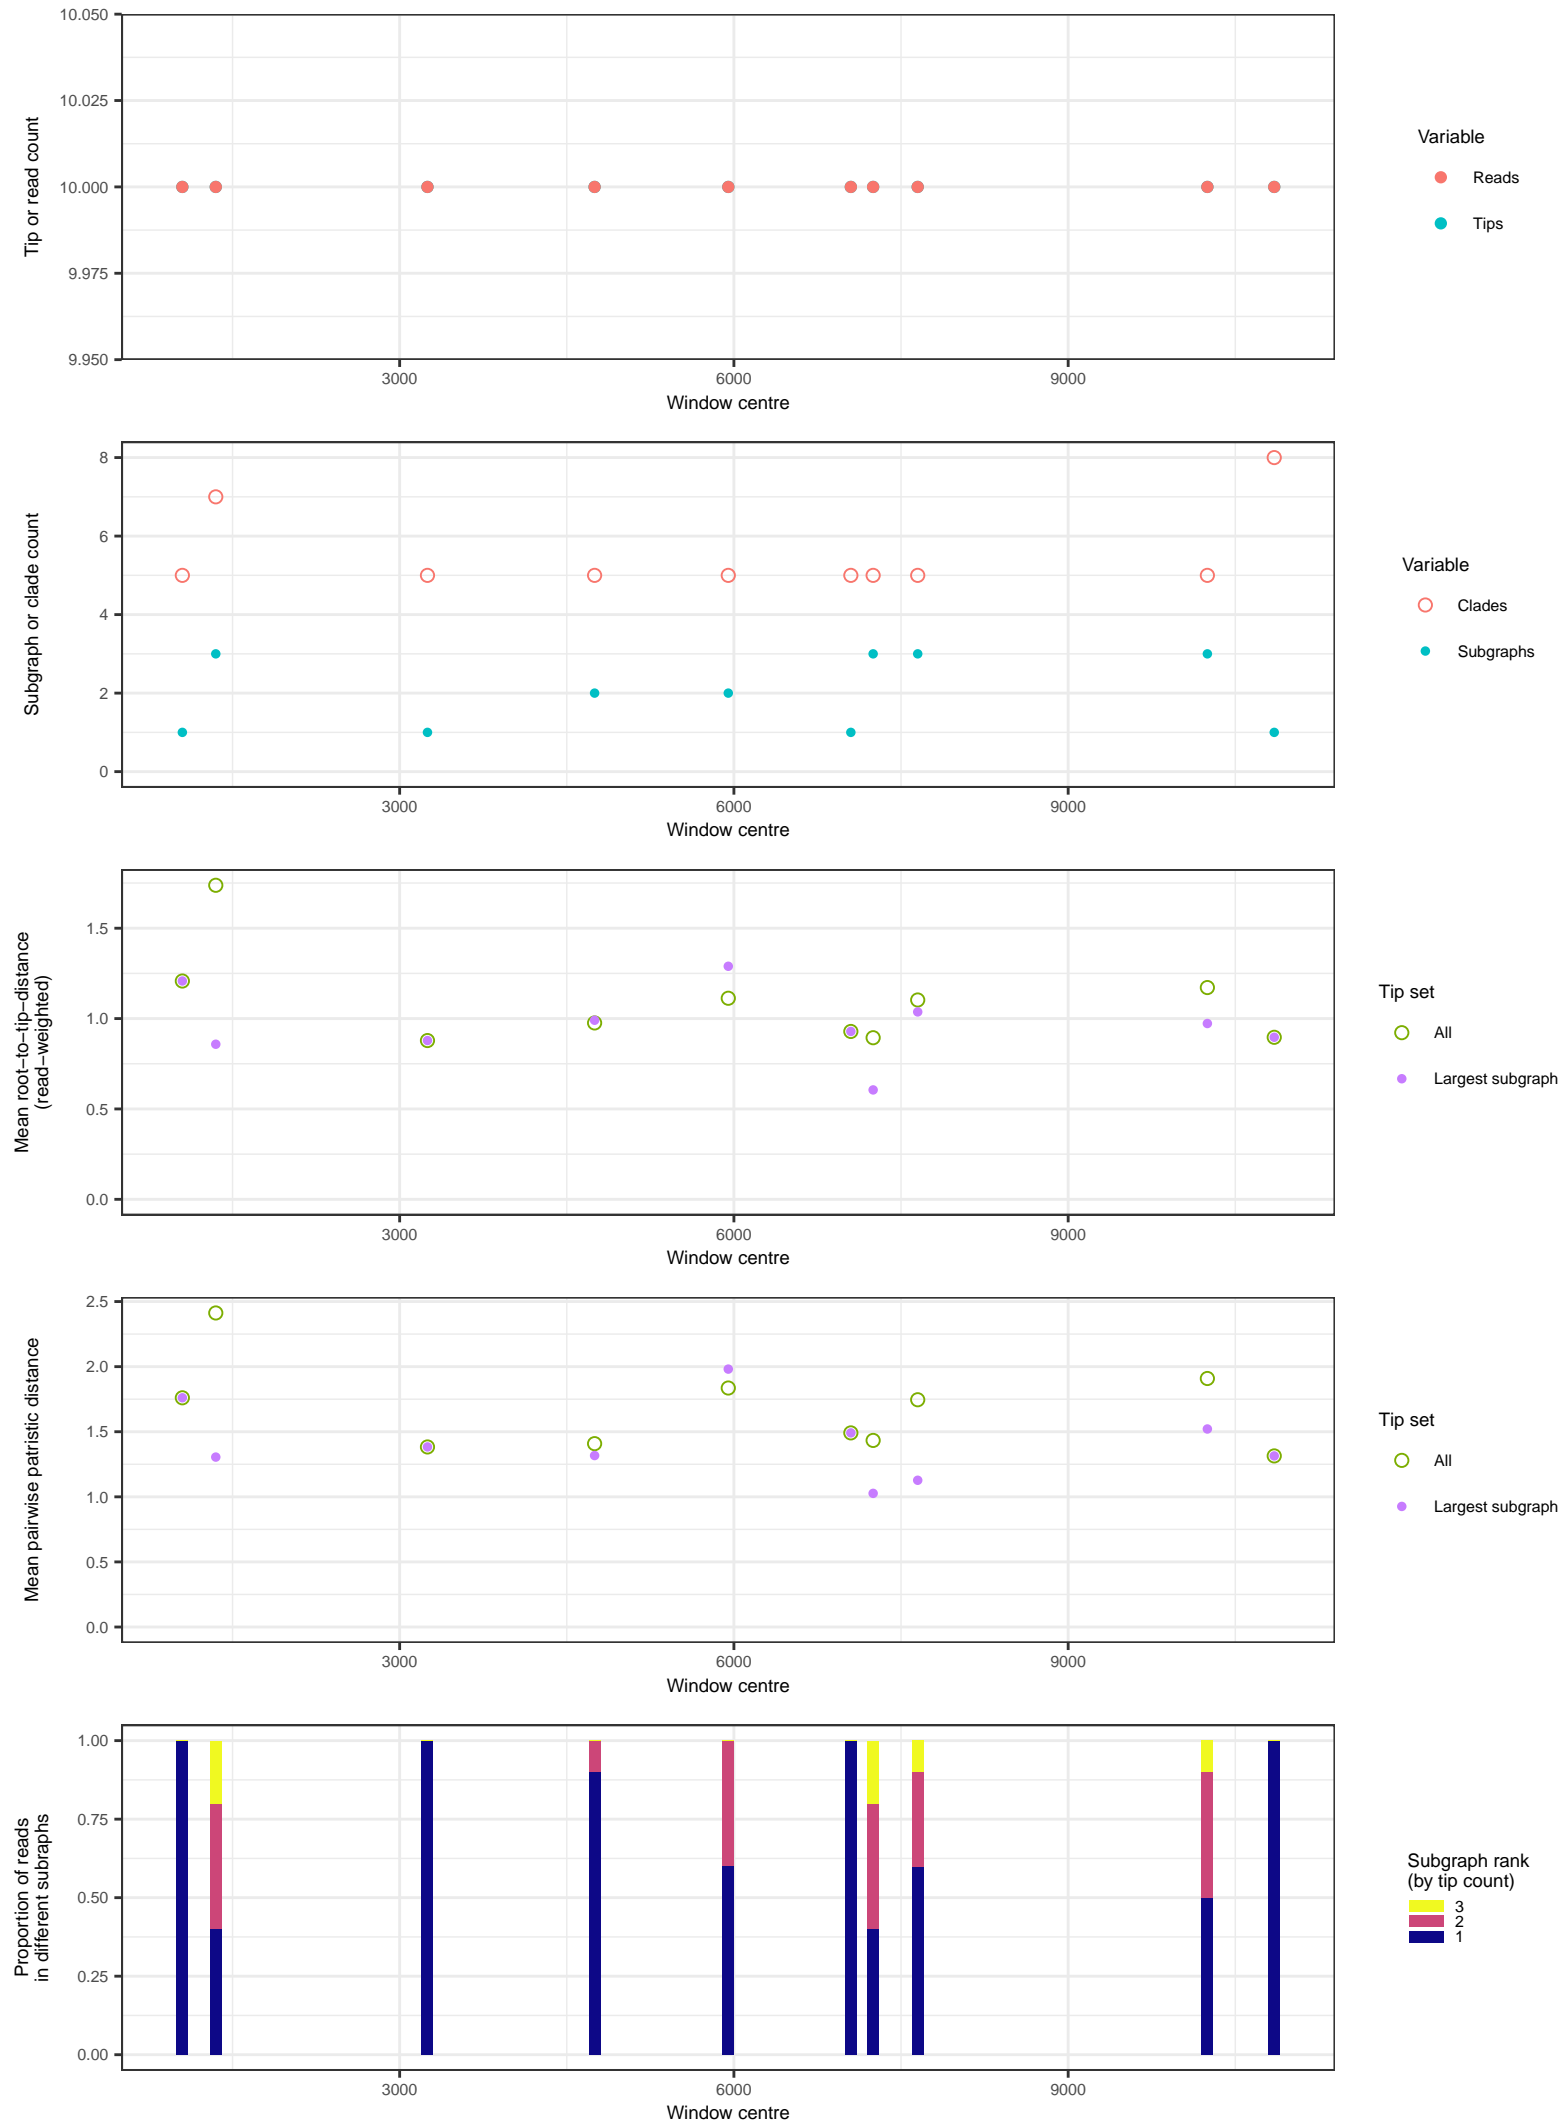 10.050
10.025
10.000
9.975
9.950
Tip or read count
3000 6000 9000
Window centre
Variable
Reads
Tips
8
6
4
2
0
Subgraph or clade count
3000 6000 9000
Window centre
Variable
Clades
Subgraphs
1.5
1.0
0.5
0.0
Mean root−to−tip−distance
(read−weighted)
3000 6000 9000
Window centre
Tip set
All
Largest subgraph
2.5
2.0
1.5
1.0
0.5
0.0
Mean pairwise patristic distance
3000 6000 9000
Window centre
Tip set
All
Largest subgraph
1.00
0.75
0.50
0.25
0.00
Proportion of reads
in different subraphs
3000 6000 9000
Window centre
Subgraph rank
(by tip count)
3
2
1